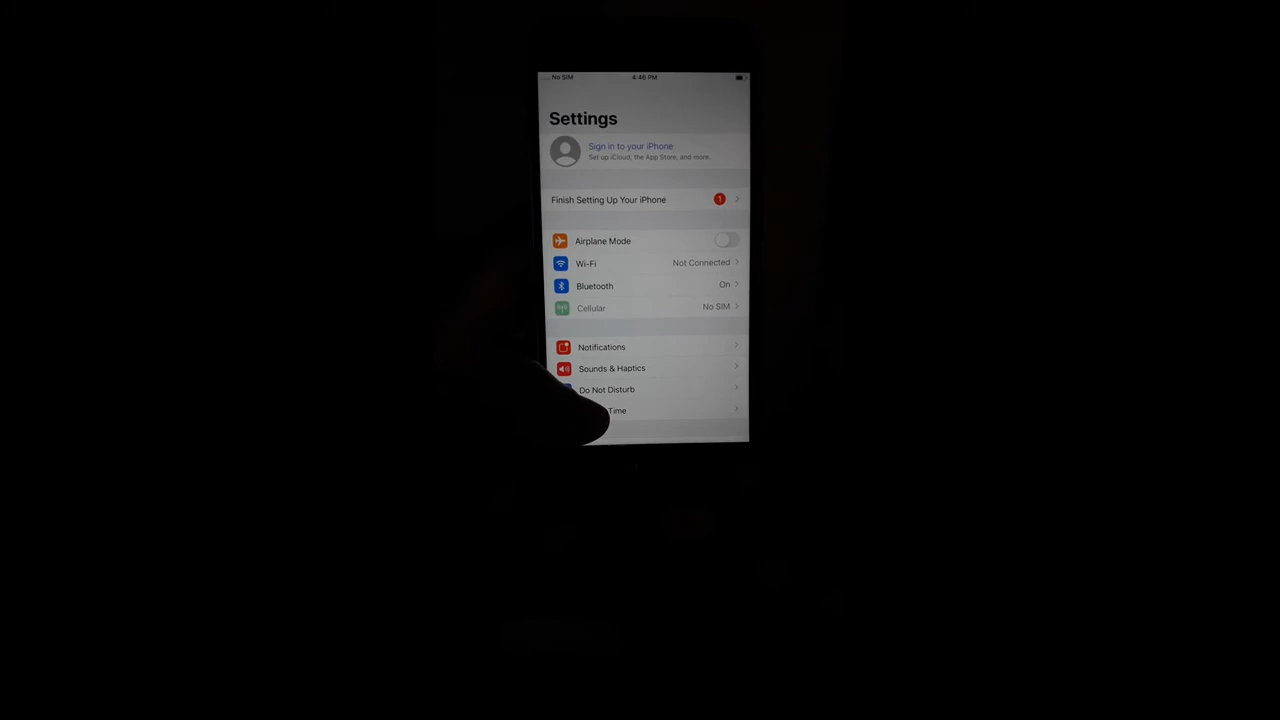 No SIM 4:46 PM
Settings
Sign in to your iPhone
Set up iCloud, the App Store, and more.
Finish Setting Up Your iPhone 1
Airplane Mode
Wi-Fi Not Connected
Bluetooth On
Cellular No SIM
Notifications
Sounds & Haptics
Do Not Disturb
Time